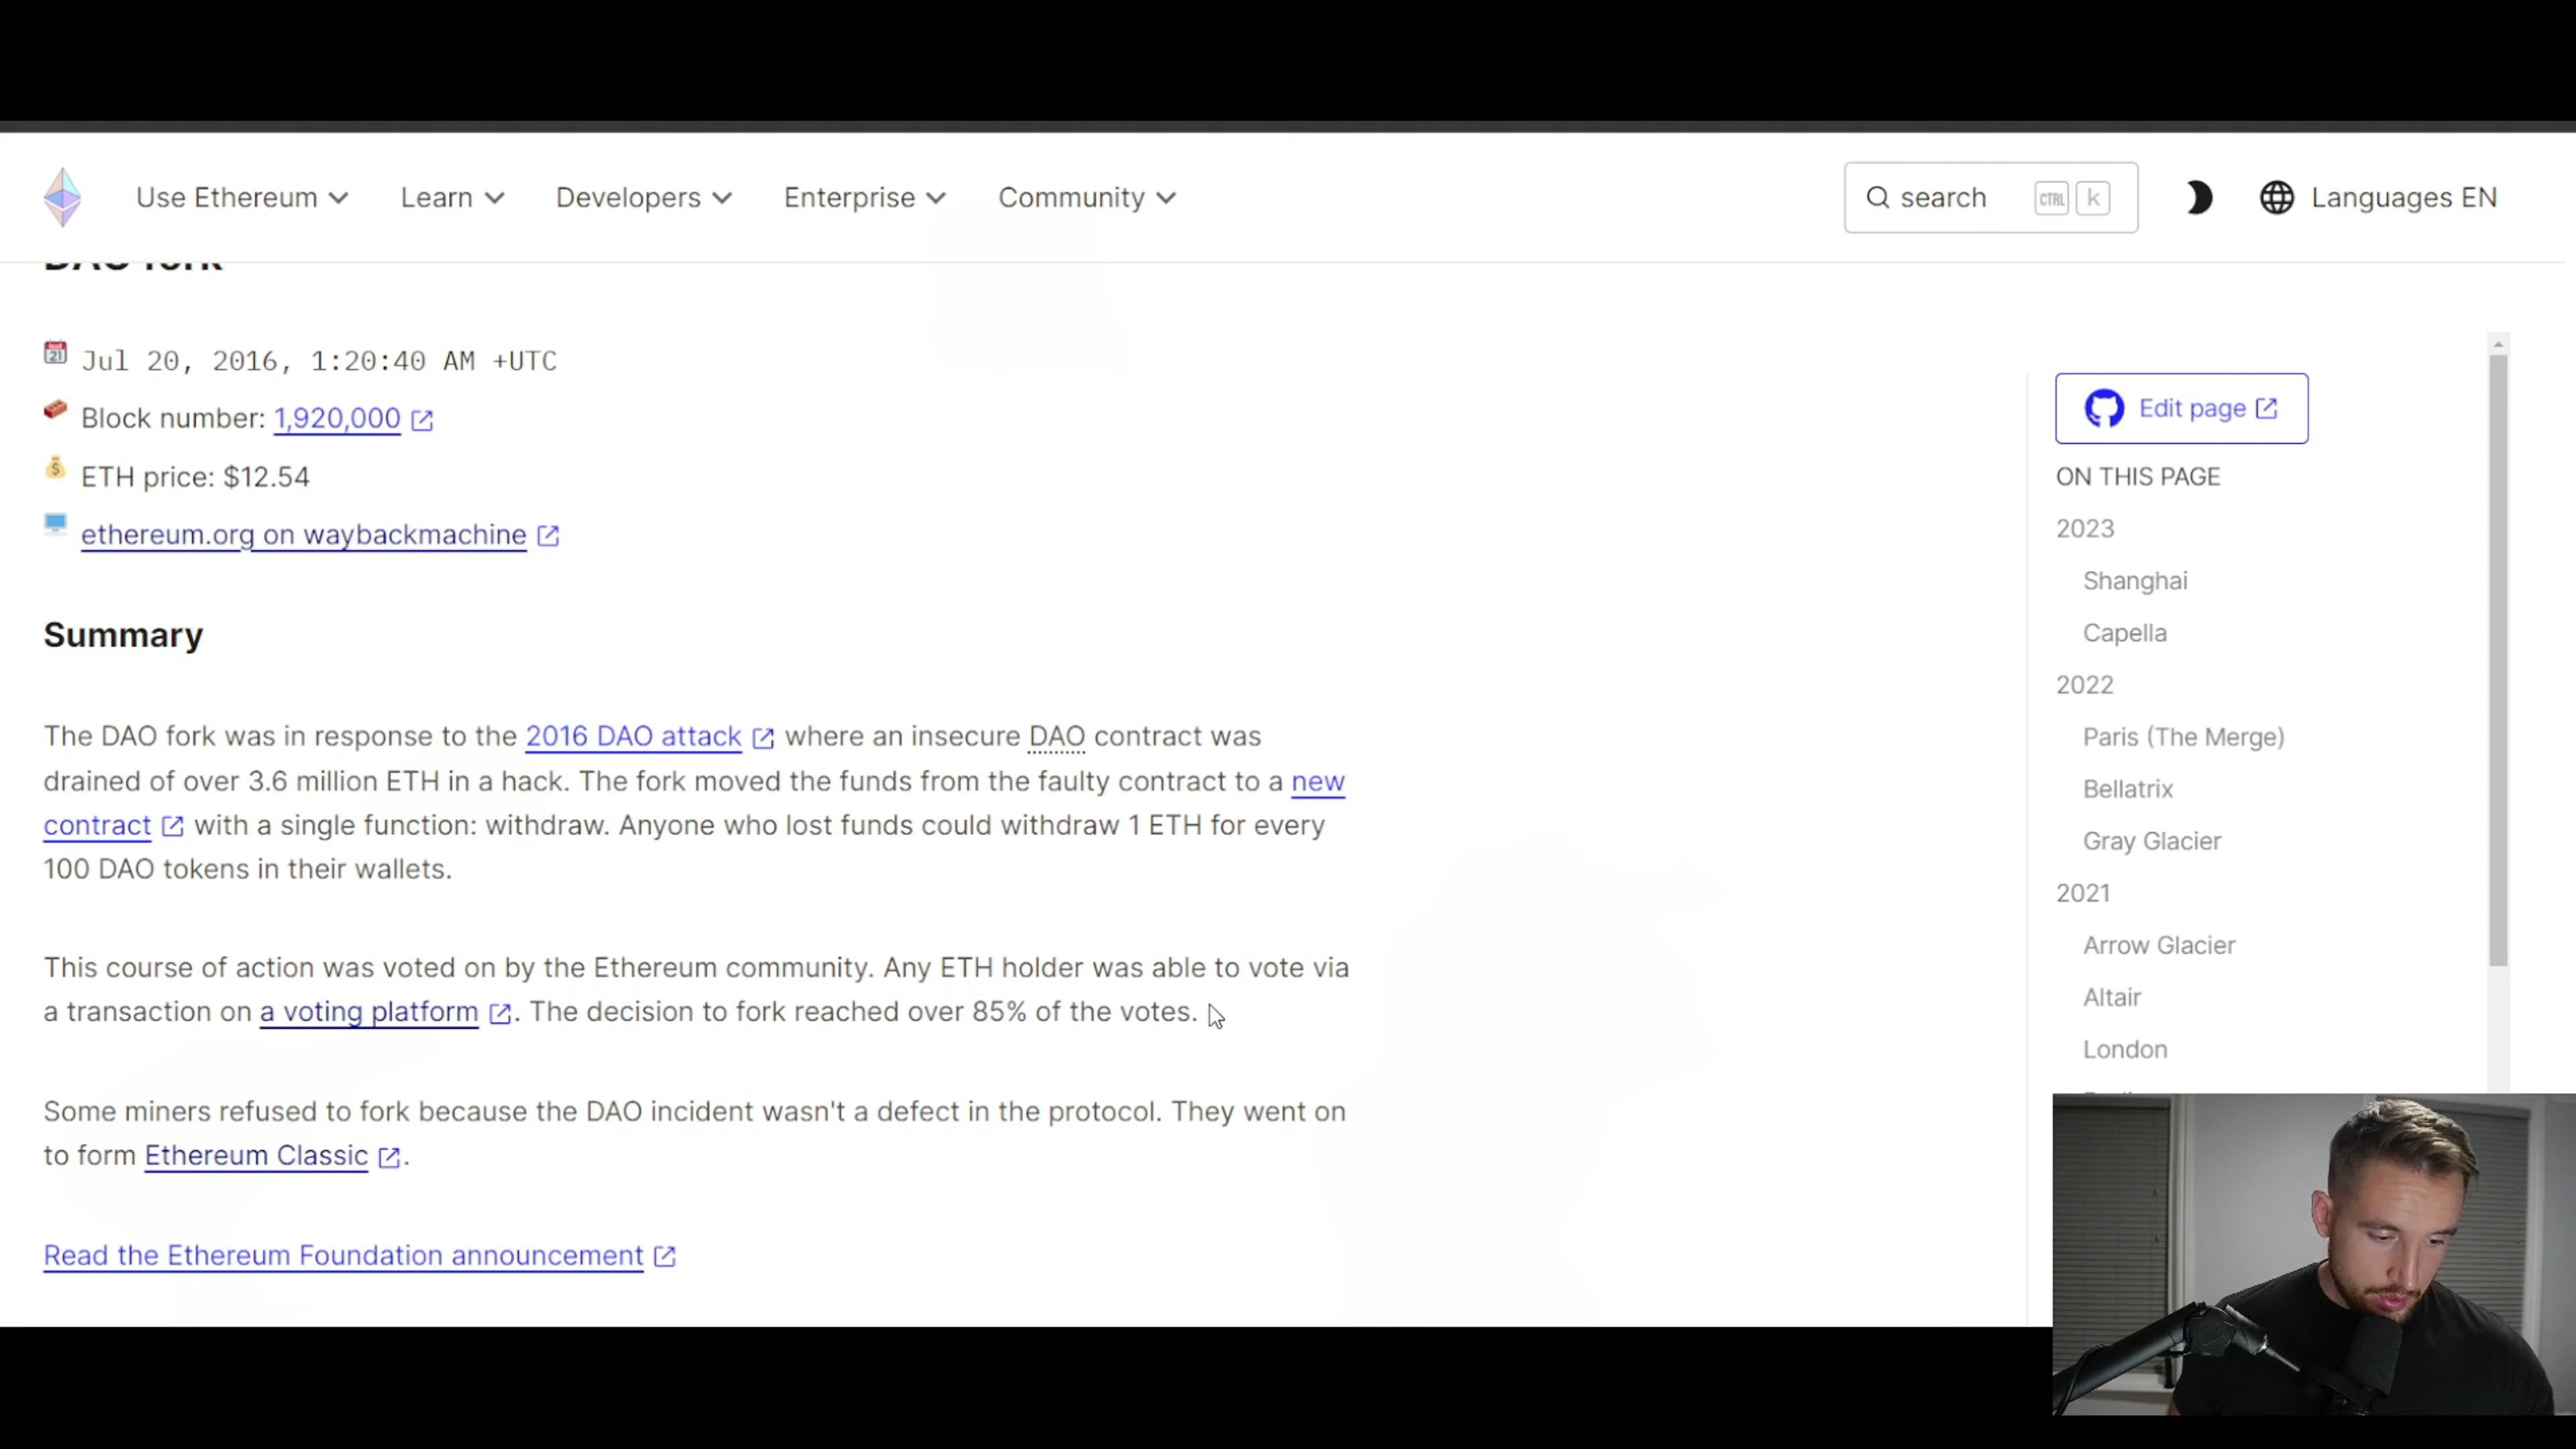 Use Ethereum Learn Developers Enterprise Community search CTRL k Languages EN
DAO fork
Jul 20, 2016, 1:20:40 AM +UTC
Block number: 1,920,000
ETH price: $12.54
ethereum.org on waybackmachine
Summary
The DAO fork was in response to the 2016 DAO attack where an insecure DAO contract was
drained of over 3.6 million ETH in a hack. The fork moved the funds from the faulty contract to a new
contract with a single function: withdraw. Anyone who lost funds could withdraw 1 ETH for every
100 DAO tokens in their wallets.
This course of action was voted on by the Ethereum community. Any ETH holder was able to vote via
a transaction on a voting platform. The decision to fork reached over 85% of the votes.
Some miners refused to fork because the DAO incident wasn't a defect in the protocol. They went on
to form Ethereum Classic.
Read the Ethereum Foundation announcement
Edit page
ON THIS PAGE
2023
Shanghai
Capella
2022
Paris (The Merge)
Bellatrix
Gray Glacier
2021
Arrow Glacier
Altair
London